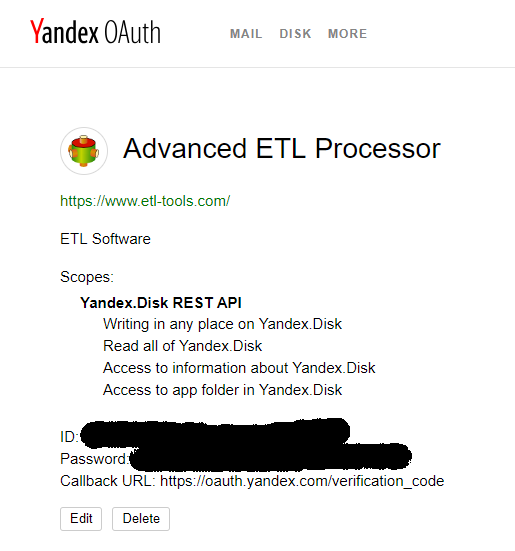 Yandex OAuth
MAIL DISK MORE
Advanced ETL Processor
https://www.etl-tools.com/
ETL Software
Scopes:
Yandex.Disk REST API
Writing in any place on Yandex.Disk
Read all of Yandex.Disk
Access to information about Yandex.Disk
Access to app folder in Yandex.Disk
ID:
Password:
Callback URL: https://oauth.yandex.com/verification_code
Edit Delete